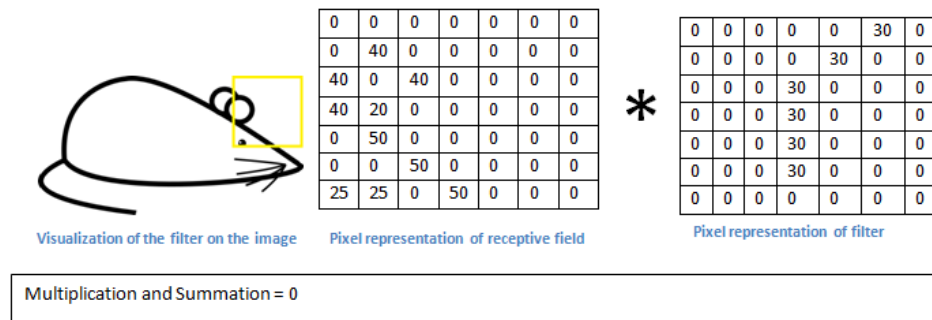 0 0 0 0 0 0 0
0 40 0 0 0 0 0
40 0 40 0 0 0 0
40 20 0 0 0 0 0
0 50 0 0 0 0 0
0 0 50 0 0 0 0
25 25 0 50 0 0 0
*
0 0 0 0 0 30 0
0 0 0 0 30 0 0
0 0 0 30 0 0 0
0 0 0 30 0 0 0
0 0 0 30 0 0 0
0 0 0 30 0 0 0
0 0 0 0 0 0 0
Visualization of the filter on the image
Pixel representation of receptive field
Pixel representation of filter
Multiplication and Summation = 0